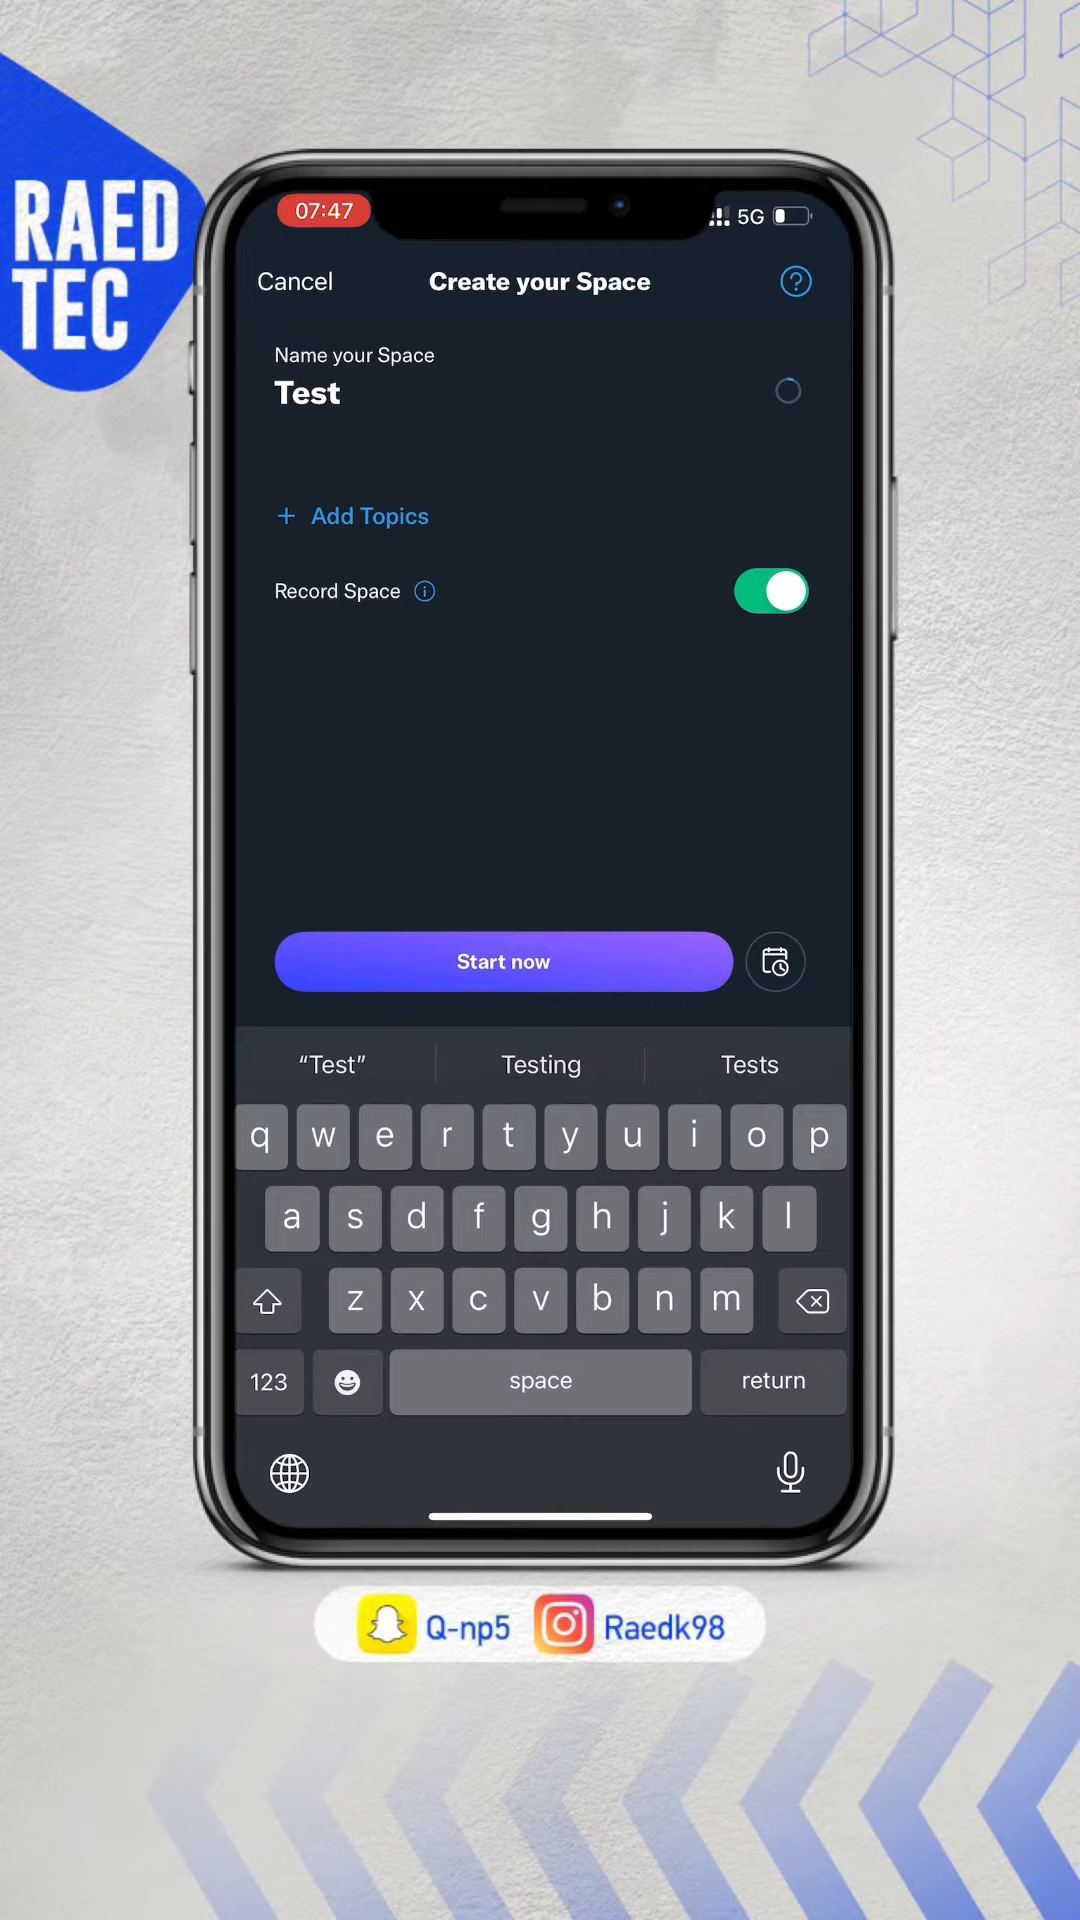 RAED
TEC
07:47
5G
Cancel
Create your Space
?
Name your Space
Test
+ Add Topics
Record Space
Start now
“Test”
Testing
Tests
q w e r t y u i o p
a s d f g h j k l
z x c v b n m
123
space
return
Q-np5
Raedk98